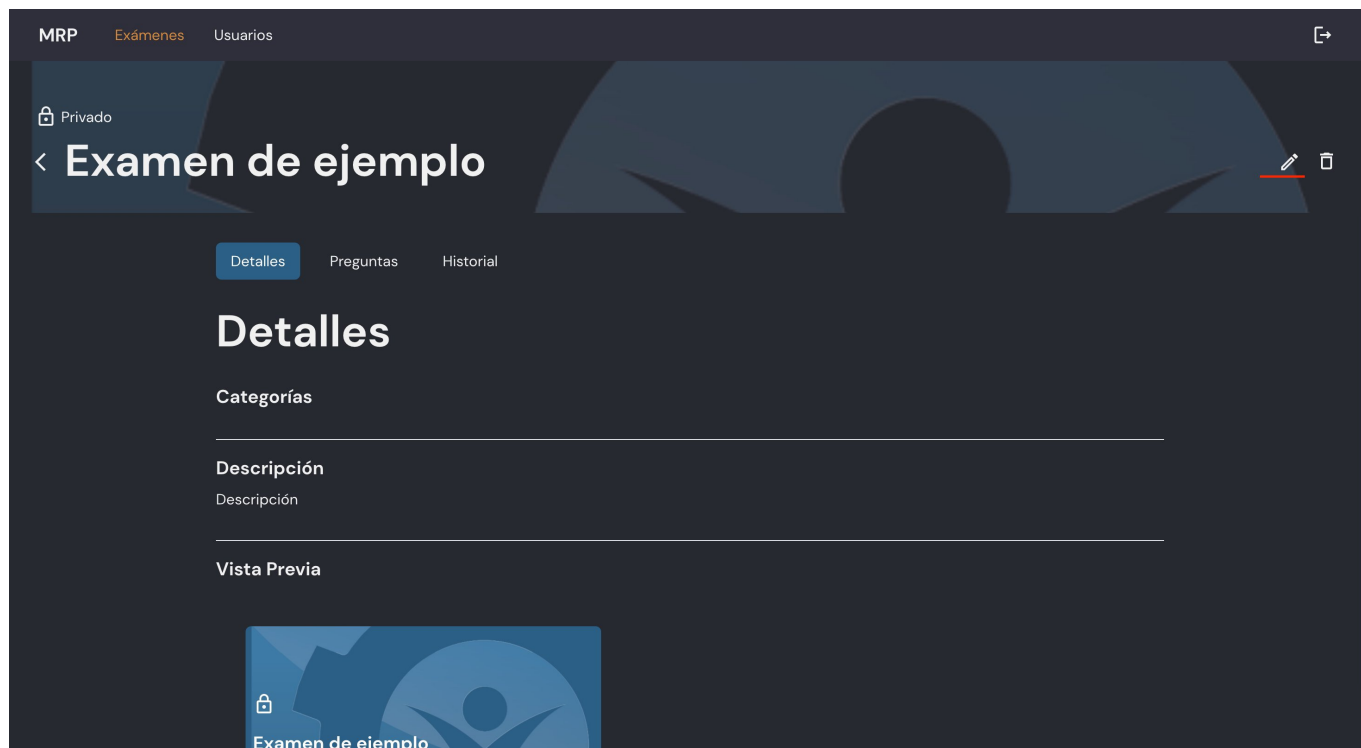 MRP Exámenes Usuarios
Privado
Examen de ejemplo
Detalles Preguntas Historial
Detalles
Categorías
Descripción
Descripción
Vista Previa
Examen de ejemplo